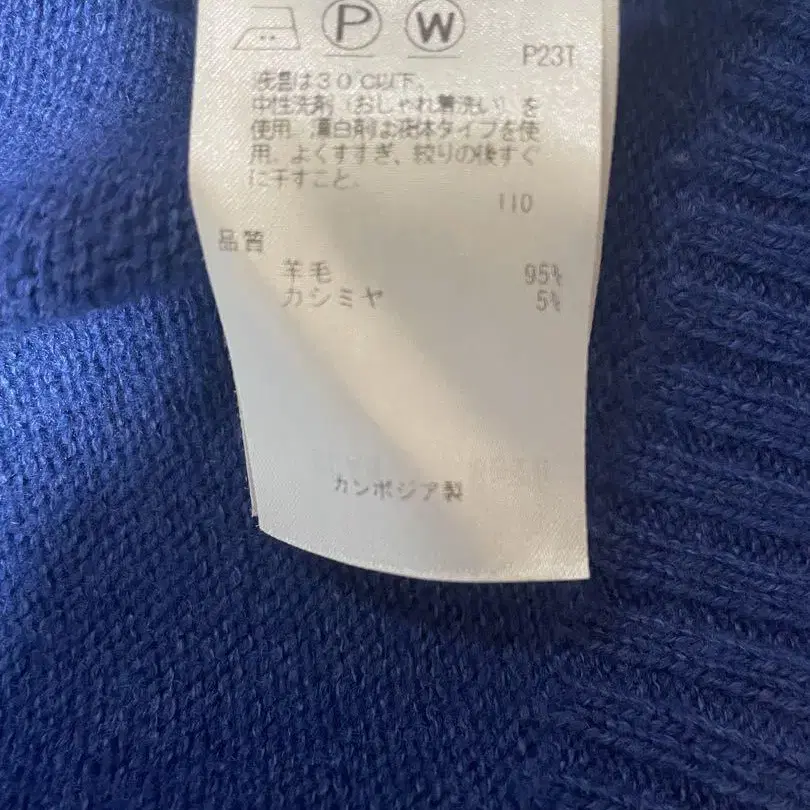 P W
P23T
液温は30℃以下。
中性洗剤(おしゃれ着洗い)を
使用。漂白剤は液体タイプを使
用。よくすすぎ、絞りの後すぐ
に干すこと。
110
品質
羊毛 95%
カシミヤ 5%
カンボジア製